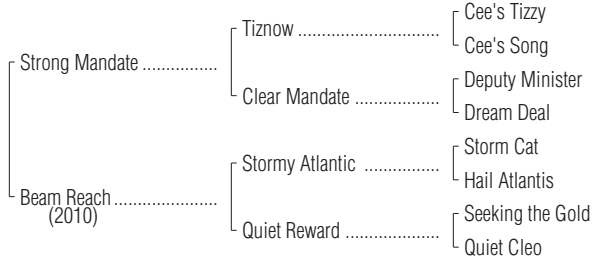 Cee's Tizzy
Tiznow ..........................................
Cee's Song
Strong Mandate ................
Deputy Minister
Clear Mandate .........................
Dream Deal
Storm Cat
Stormy Atlantic ......................
Hail Atlantis
Beam Reach ......................
(2010)
Seeking the Gold
Quiet Reward ...........................
Quiet Cleo